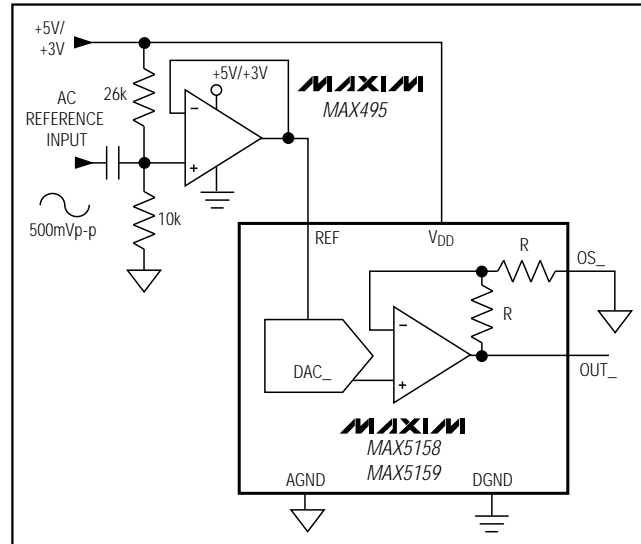 +5V/
+3V
26k
+5V/+3V
MAXIM
MAX495
AC
REFERENCE
INPUT
−
+
500mVp-p
10k
REF
VDD
R
OS_
R
−
+
DAC_
OUT_
MAXIM
MAX5158
MAX5159
AGND
DGND